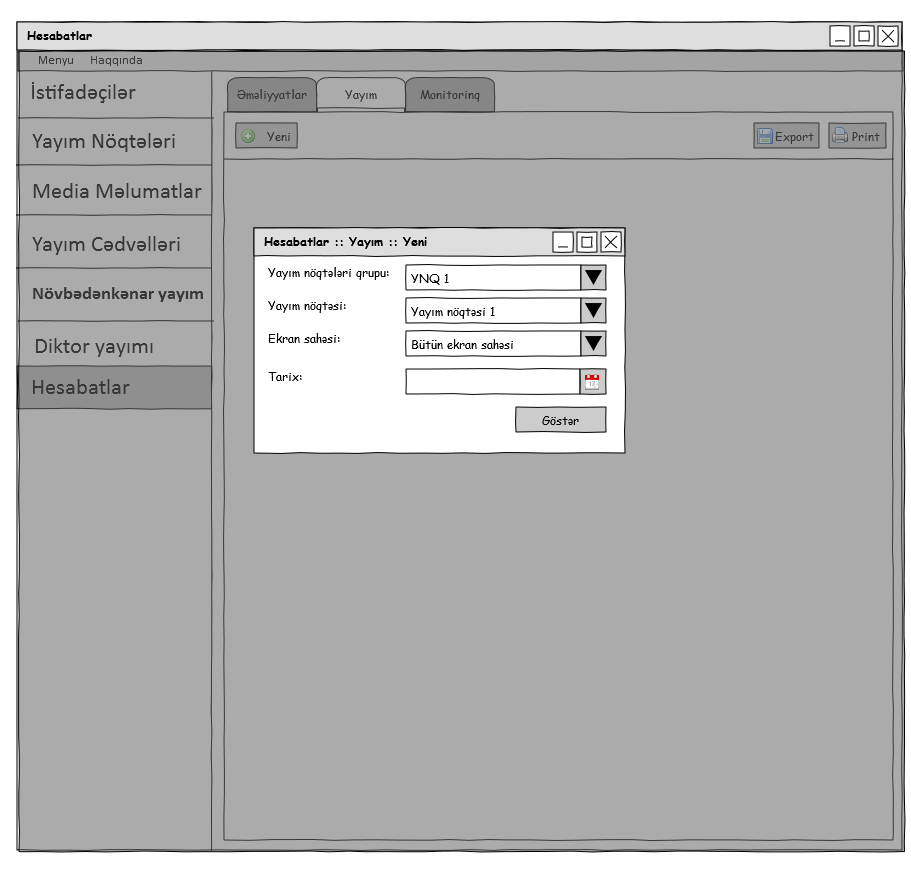 Hesabatlar
Menyu Haqqında
İstifadəçilər
Yayım Nöqtələri
Media Məlumatlar
Yayım Cədvəlləri
Növbədənkənar yayım
Diktor yayımı
Hesabatlar
Əməliyyatlar Yayım Monitorinq
Yeni Export Print
Hesabatlar :: Yayım :: Yeni
Yayım nöqtələri qrupu: YNQ 1
Yayım nöqtəsi: Yayım nöqtəsi 1
Ekran sahəsi: Bütün ekran sahəsi
Tarix:
Göstər